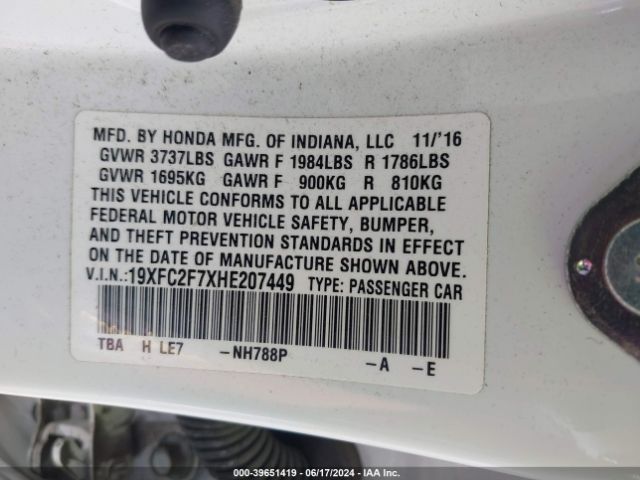 MFD. BY HONDA MFG. OF INDIANA, LLC 11/'16
GVWR 3737LBS GAWR F 1984LBS R 1786LBS
GVWR 1695KG GAWR F 900KG R 810KG
THIS VEHICLE CONFORMS TO ALL APPLICABLE
FEDERAL MOTOR VEHICLE SAFETY, BUMPER,
AND THEFT PREVENTION STANDARDS IN EFFECT
ON THE DATE OF MANUFACTURE SHOWN ABOVE.
V.I.N.:19XFC2F7XHE207449 TYPE: PASSENGER CAR
TBA H LE7 –NH788P –A –E
000-39651419 - 06/17/2024 - IAA Inc.